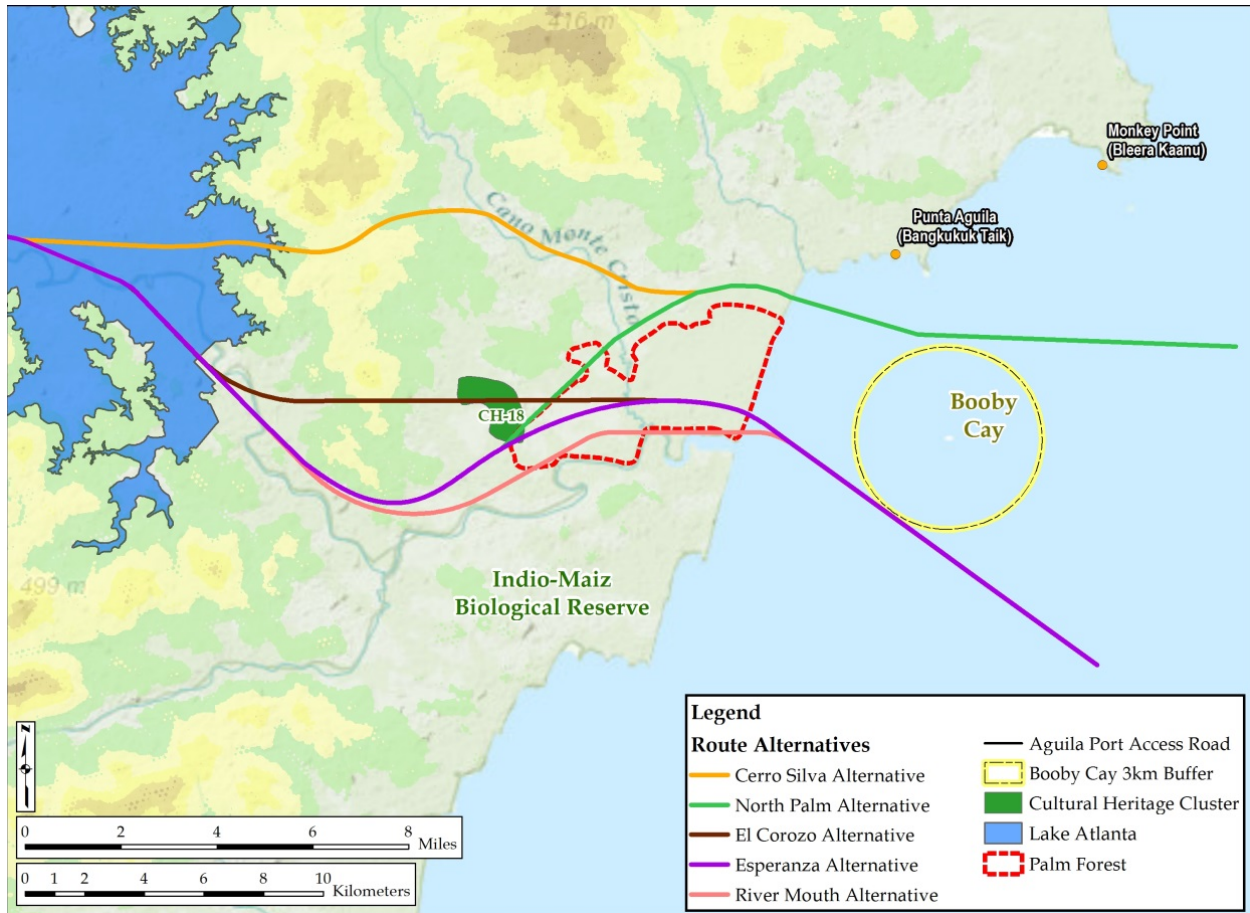 416 m
Monkey Point
(Bleera Kaanu)
Punta Aguila
(Bangkukuk Taik)
Cano Monte Cristo
CH-18
Booby
Cay
Indio-Maiz
Biological Reserve
499 m
N
0 2 4 6 8
Miles
0 1 2 4 6 8 10
Kilometers
Legend
Route Alternatives
Cerro Silva Alternative
North Palm Alternative
El Corozo Alternative
Esperanza Alternative
River Mouth Alternative
Aguila Port Access Road
Booby Cay 3km Buffer
Cultural Heritage Cluster
Lake Atlanta
Palm Forest